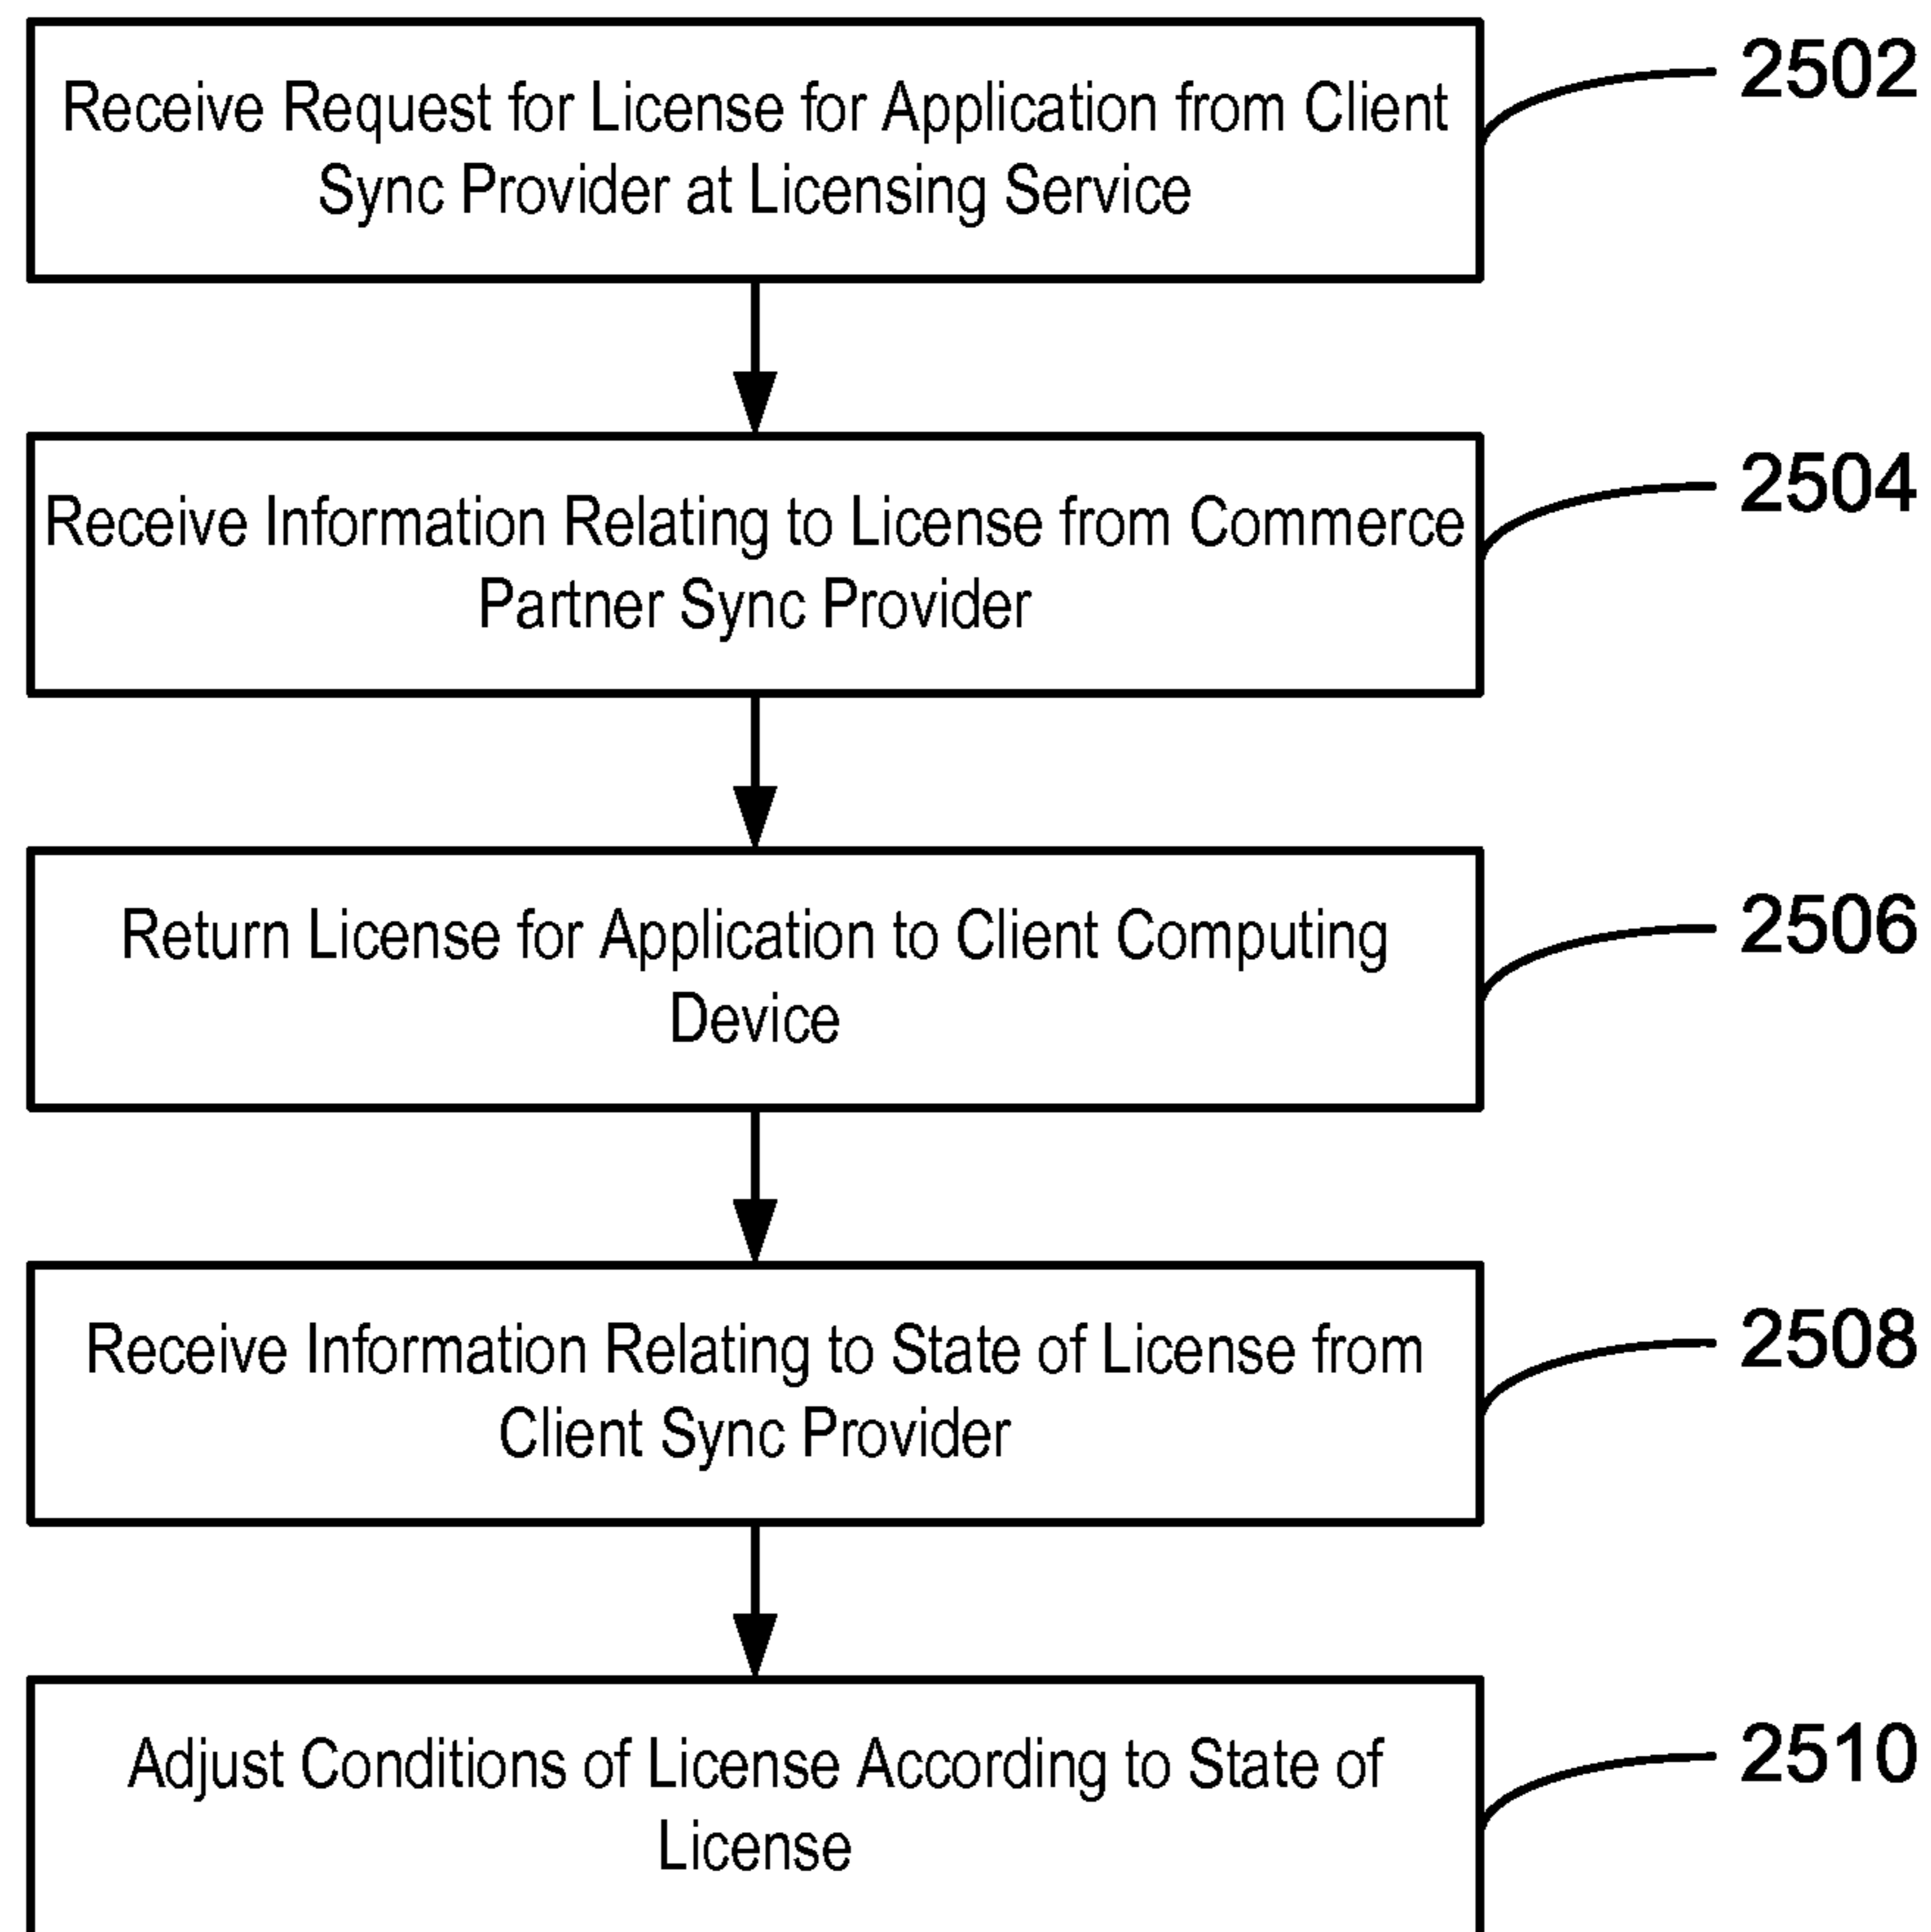 Receive Request for License for Application from Client
Sync Provider at Licensing Service
2502
Receive Information Relating to License from Commerce
Partner Sync Provider
2504
Return License for Application to Client Computing
Device
2506
Receive Information Relating to State of License from
Client Sync Provider
2508
Adjust Conditions of License According to State of
License
2510